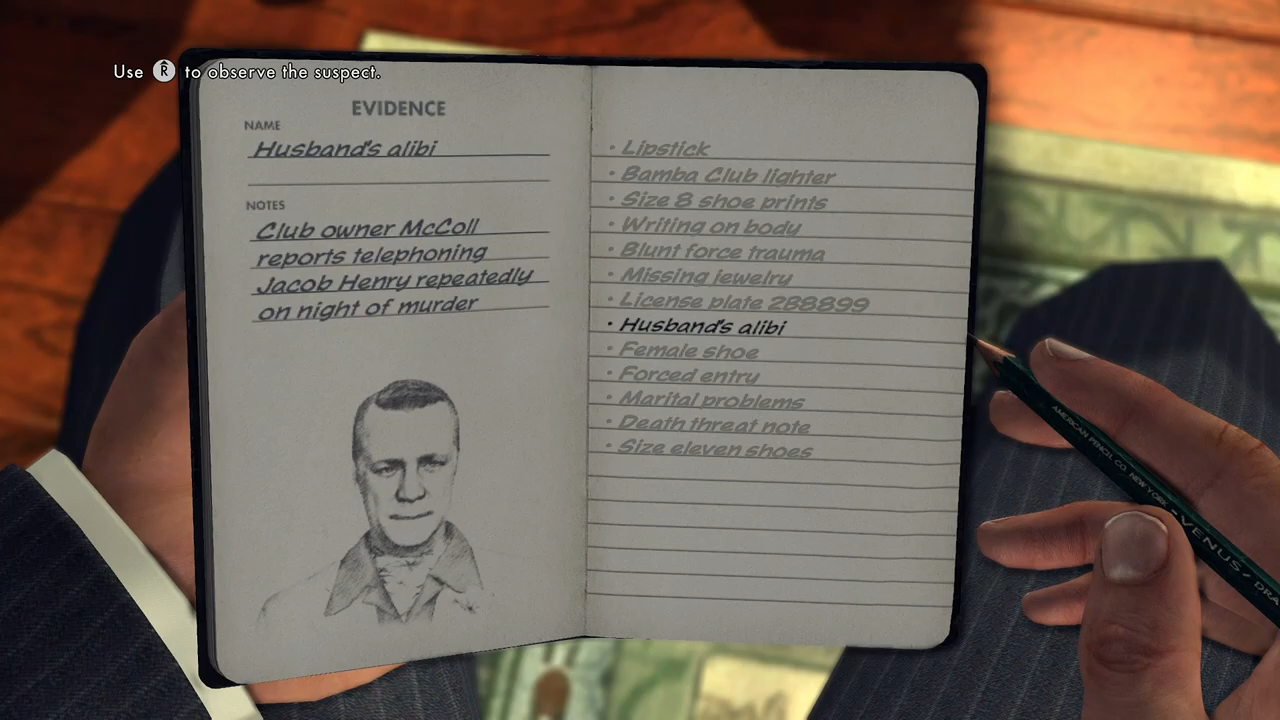 Use R to observe the suspect.
EVIDENCE
NAME
Husband's alibi
NOTES
Club owner McColl
reports telephoning
Jacob Henry repeatedly
on night of murder
• Lipstick
• Bamba Club lighter
• Size 8 shoe prints
• Writing on body
• Blunt force trauma
• Missing jewelry
• License plate 2B8899
• Husband's alibi
• Female shoe
• Forced entry
• Marital problems
• Death threat note
• Size eleven shoes
AMERICAN PENCIL CO. NEW YORK
VENUS/DRA